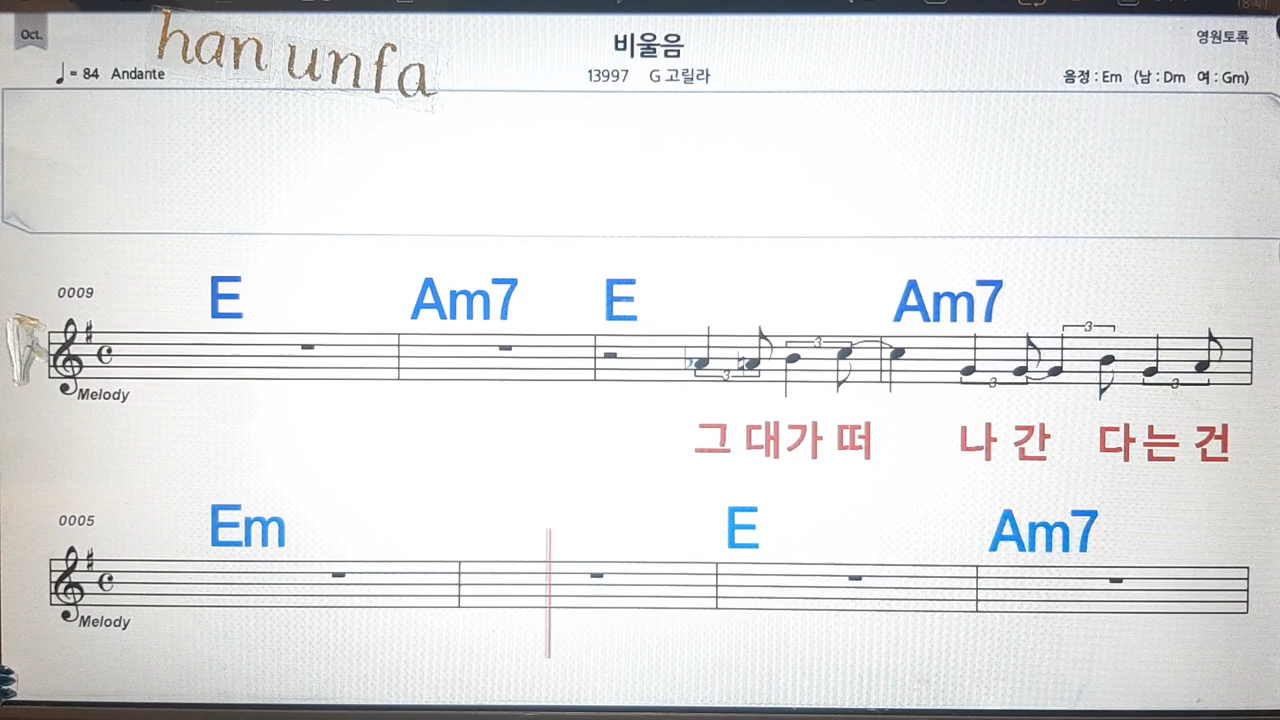 Oct.
han unfa
비울음
영원토록
♩= 84 Andante
13997 G 고릴라
음정 : Em (남 : Dm 여 : Gm)
0009
E Am7 E Am7
3 3 3 3 3
Melody
그 대 가 떠 나 간 다 는 건
0005
Em E Am7
Melody